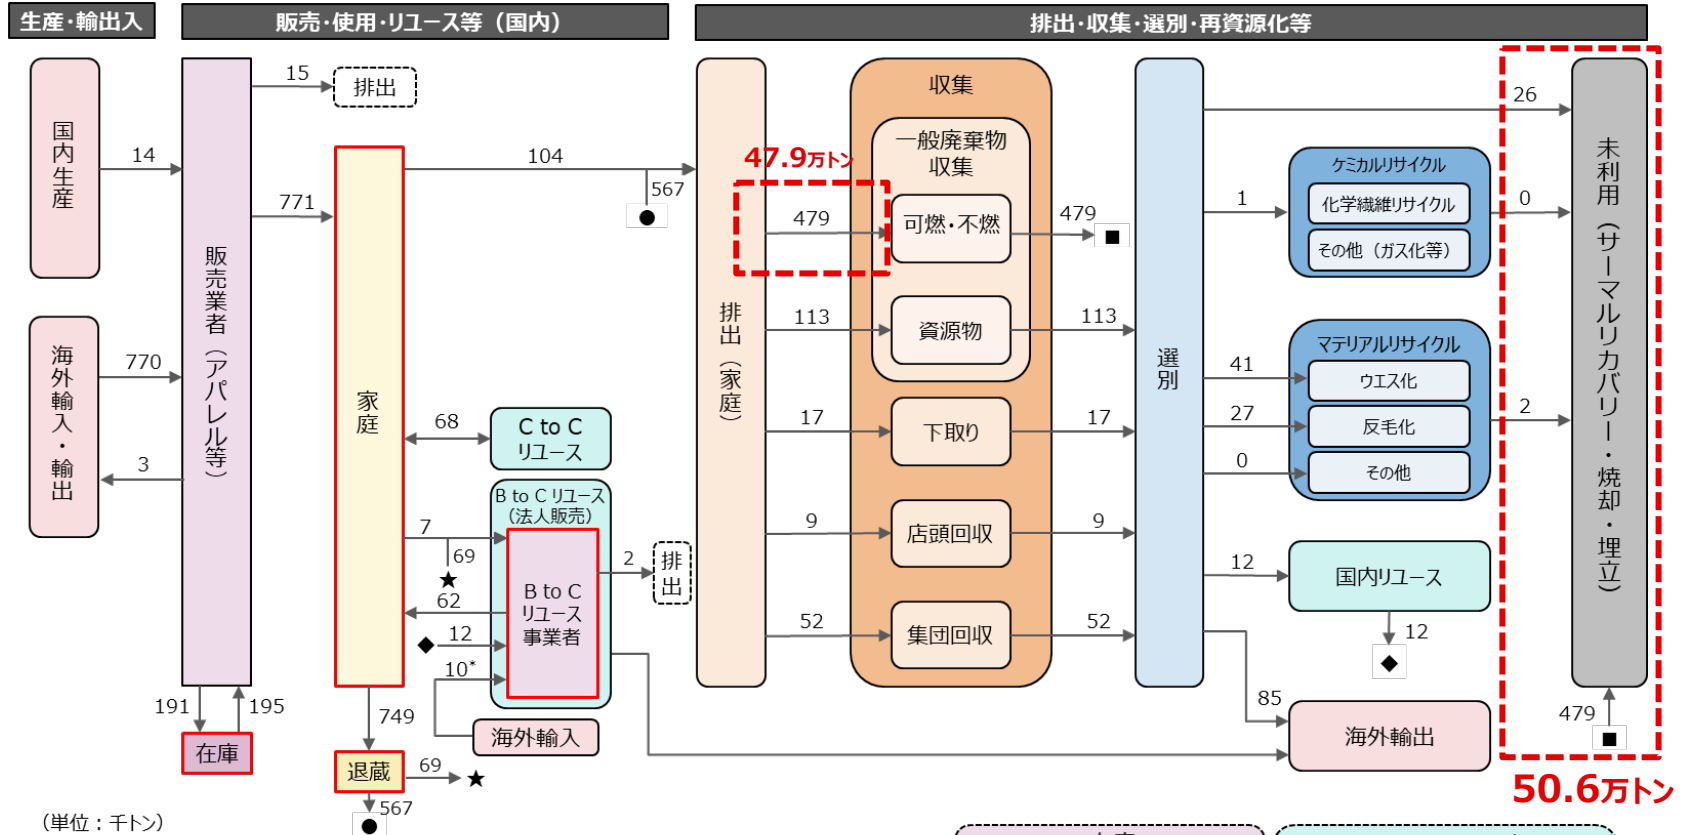 生産・輸出入
販売・使用・リユース等（国内）
排出・収集・選別・再資源化等
国内生産
14
海外輸入・輸出
770
3
販売業者（アパレル等）
15
排出
771
191
195
在庫
家庭
104
567
●
68
C to C
リユース
B to C リユース
（法人販売）
B to C
リユース
事業者
7
69
★
62
◆
12
10*
海外輸入
2
排出
749
退蔵
69
★
567
●
（単位：千トン）
排出（家庭）
47.9万トン
479
113
17
9
52
収集
一般廃棄物
収集
可燃・不燃
資源物
下取り
店頭回収
集団回収
479
■
113
17
9
52
選別
26
1
ケミカルリサイクル
化学繊維リサイクル
その他（ガス化等）
0
41
27
0
マテリアルリサイクル
ウエス化
反毛化
その他
2
12
国内リユース
12
◆
85
海外輸出
未利用（サーマルリカバリー・焼却・埋立）
479
■
50.6万トン